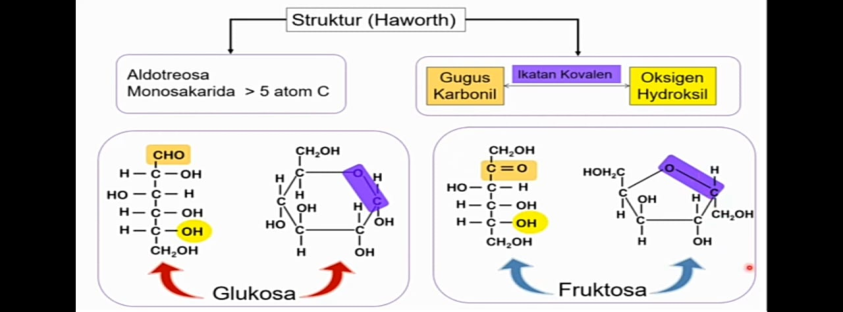 Struktur (Haworth)
Aldotreosa
Monosakarida > 5 atom C
Gugus
Karbonil
Ikatan Kovalen
Oksigen
Hydroksil
CHO
H — C — OH
HO — C — H
H — C — OH
H — C — OH
CH₂OH
CH₂OH
C O
H H H
C C
OH H
HO OH
C C
H OH
Glukosa
CH₂OH
C = O
HO — C — H
H — C — OH
H — C — OH
CH₂OH
HOH₂C O H
C OH H C
H C C CH₂OH
H OH
Fruktosa